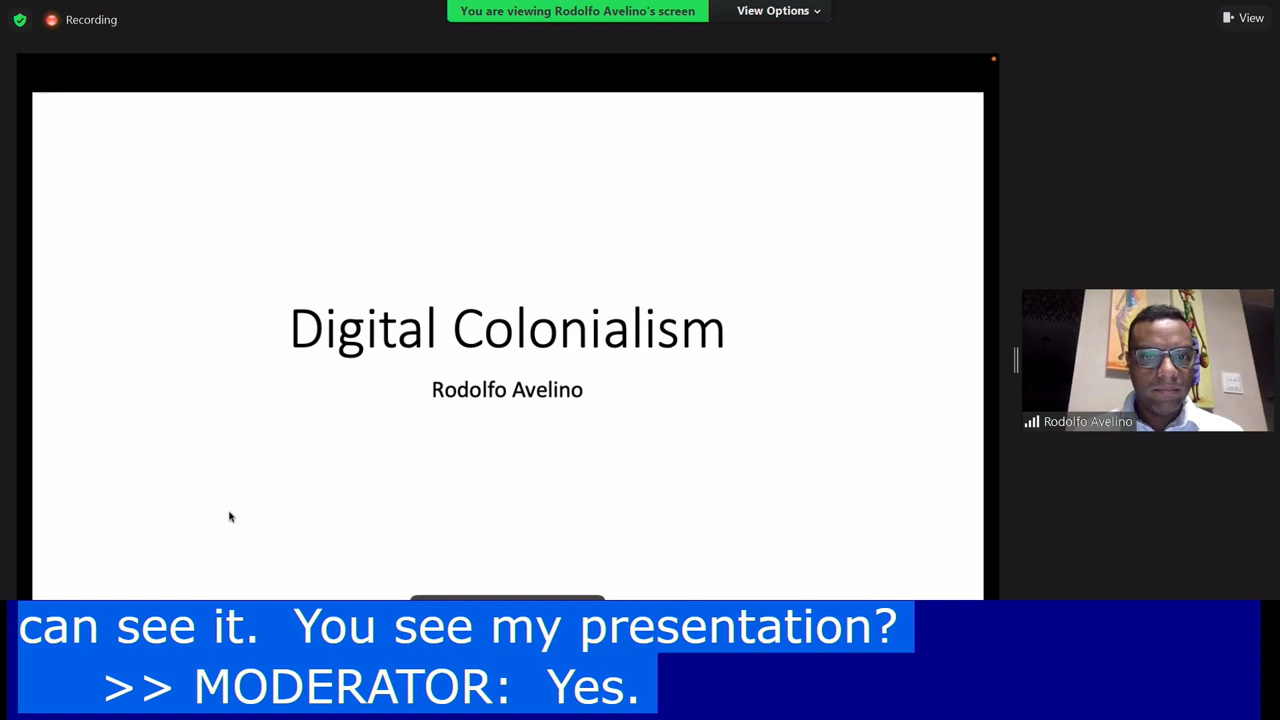 Recording
You are viewing Rodolfo Avelino's screen
View Options
View
Digital Colonialism
Rodolfo Avelino
Rodolfo Avelino
can see it.  You see my presentation?
>> MODERATOR:  Yes.